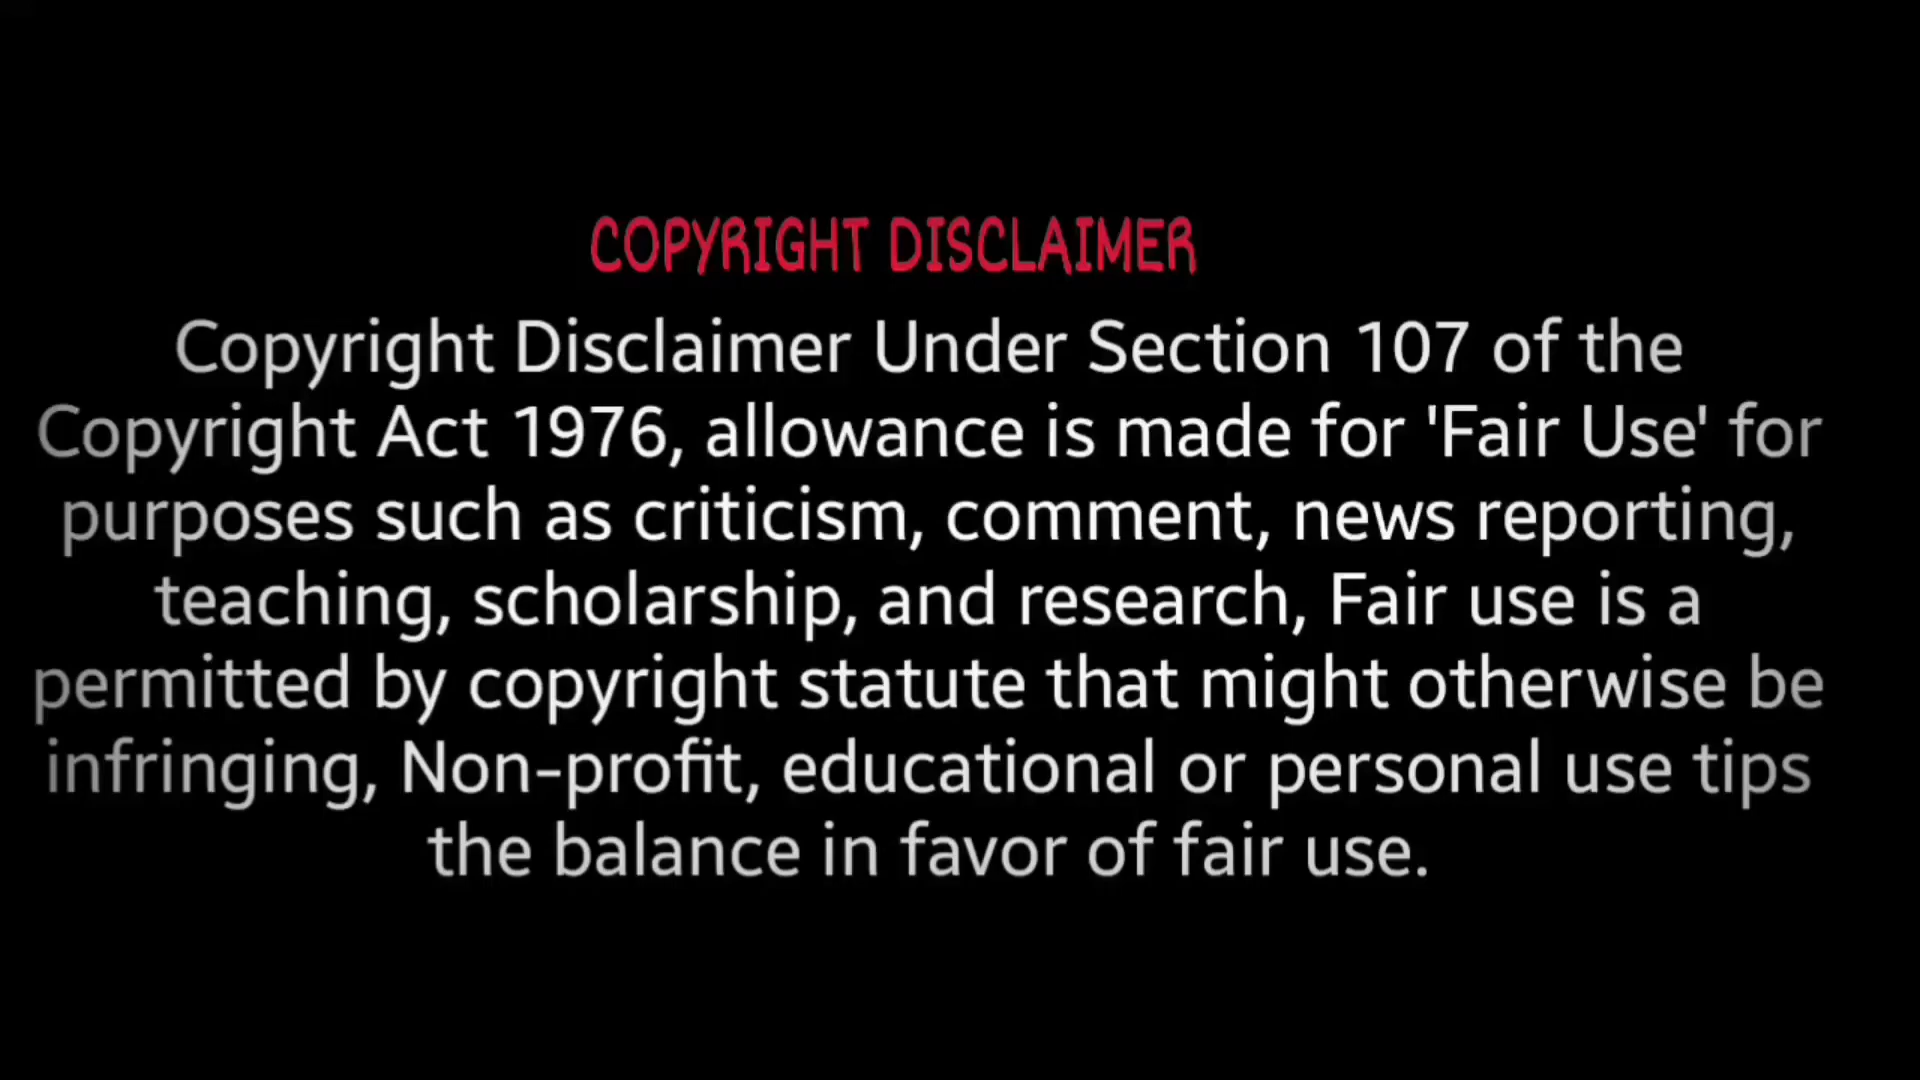 COPYRIGHT DISCLAIMER
Copyright Disclaimer Under Section 107 of the
Copyright Act 1976, allowance is made for 'Fair Use' for
purposes such as criticism, comment, news reporting,
teaching, scholarship, and research, Fair use is a
permitted by copyright statute that might otherwise be
infringing, Non-profit, educational or personal use tips
the balance in favor of fair use.